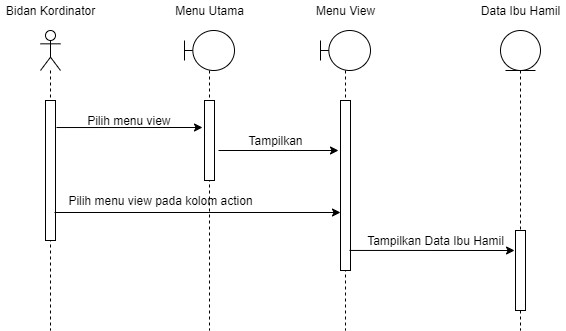 Bidan Kordinator
Menu Utama
Menu View
Data Ibu Hamil
Pilih menu view
Tampilkan
Pilih menu view pada kolom action
Tampilkan Data Ibu Hamil